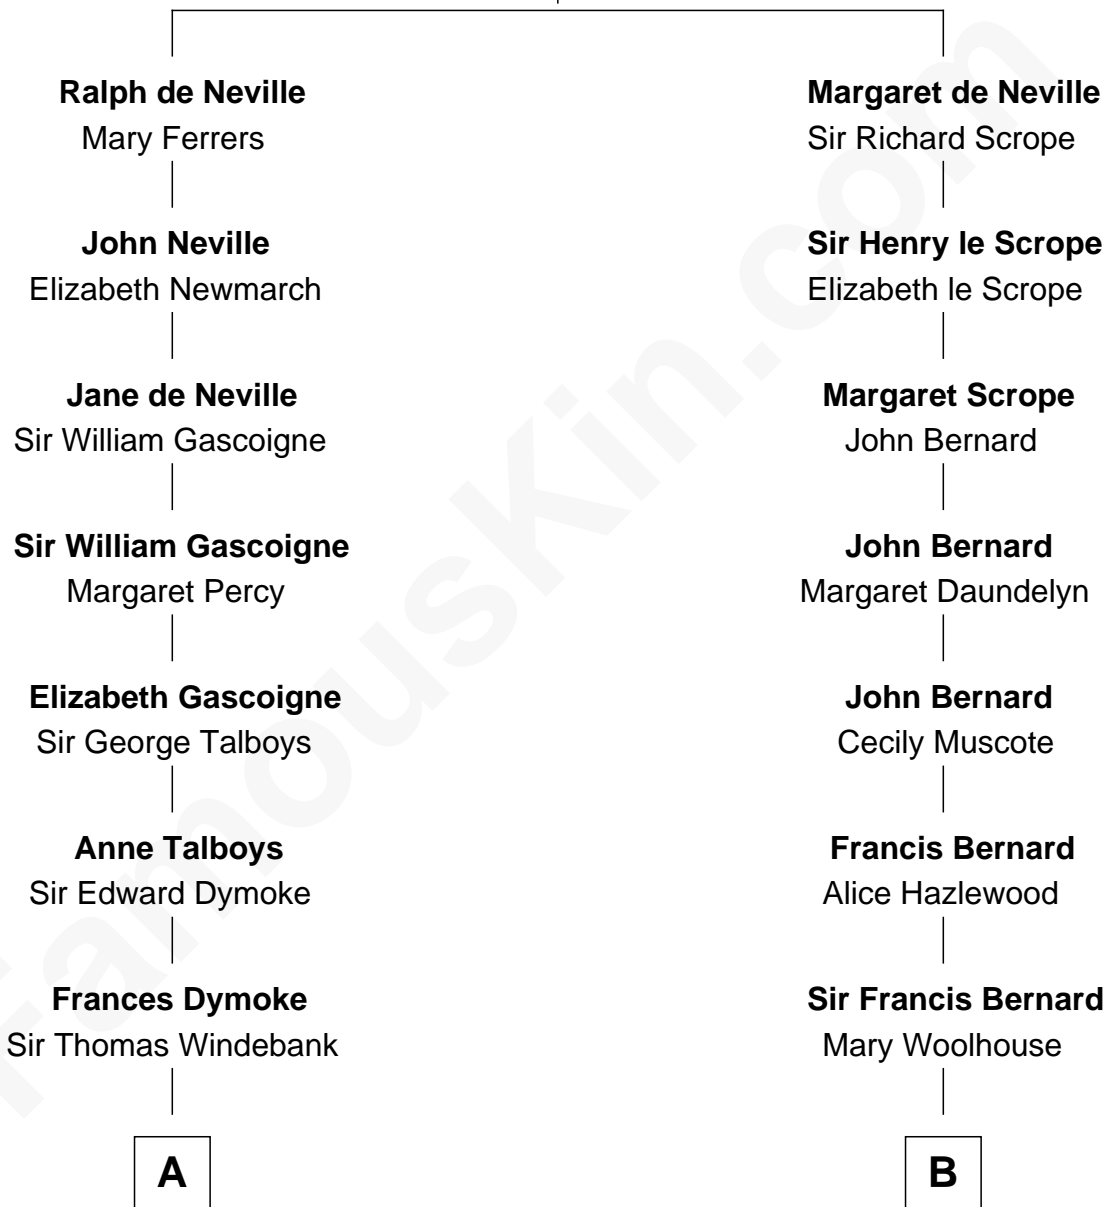 Ralph de Neville
Mary Ferrers
John Neville
Elizabeth Newmarch
Jane de Neville
Sir William Gascoigne
Sir William Gascoigne
Margaret Percy
Elizabeth Gascoigne
Sir George Talboys
Anne Talboys
Sir Edward Dymoke
Frances Dymoke
Sir Thomas Windebank
A
Margaret de Neville
Sir Richard Scrope
Sir Henry le Scrope
Elizabeth le Scrope
Margaret Scrope
John Bernard
John Bernard
Margaret Daundelyn
John Bernard
Cecily Muscote
Francis Bernard
Alice Hazlewood
Sir Francis Bernard
Mary Woolhouse
B
FamousKin.com